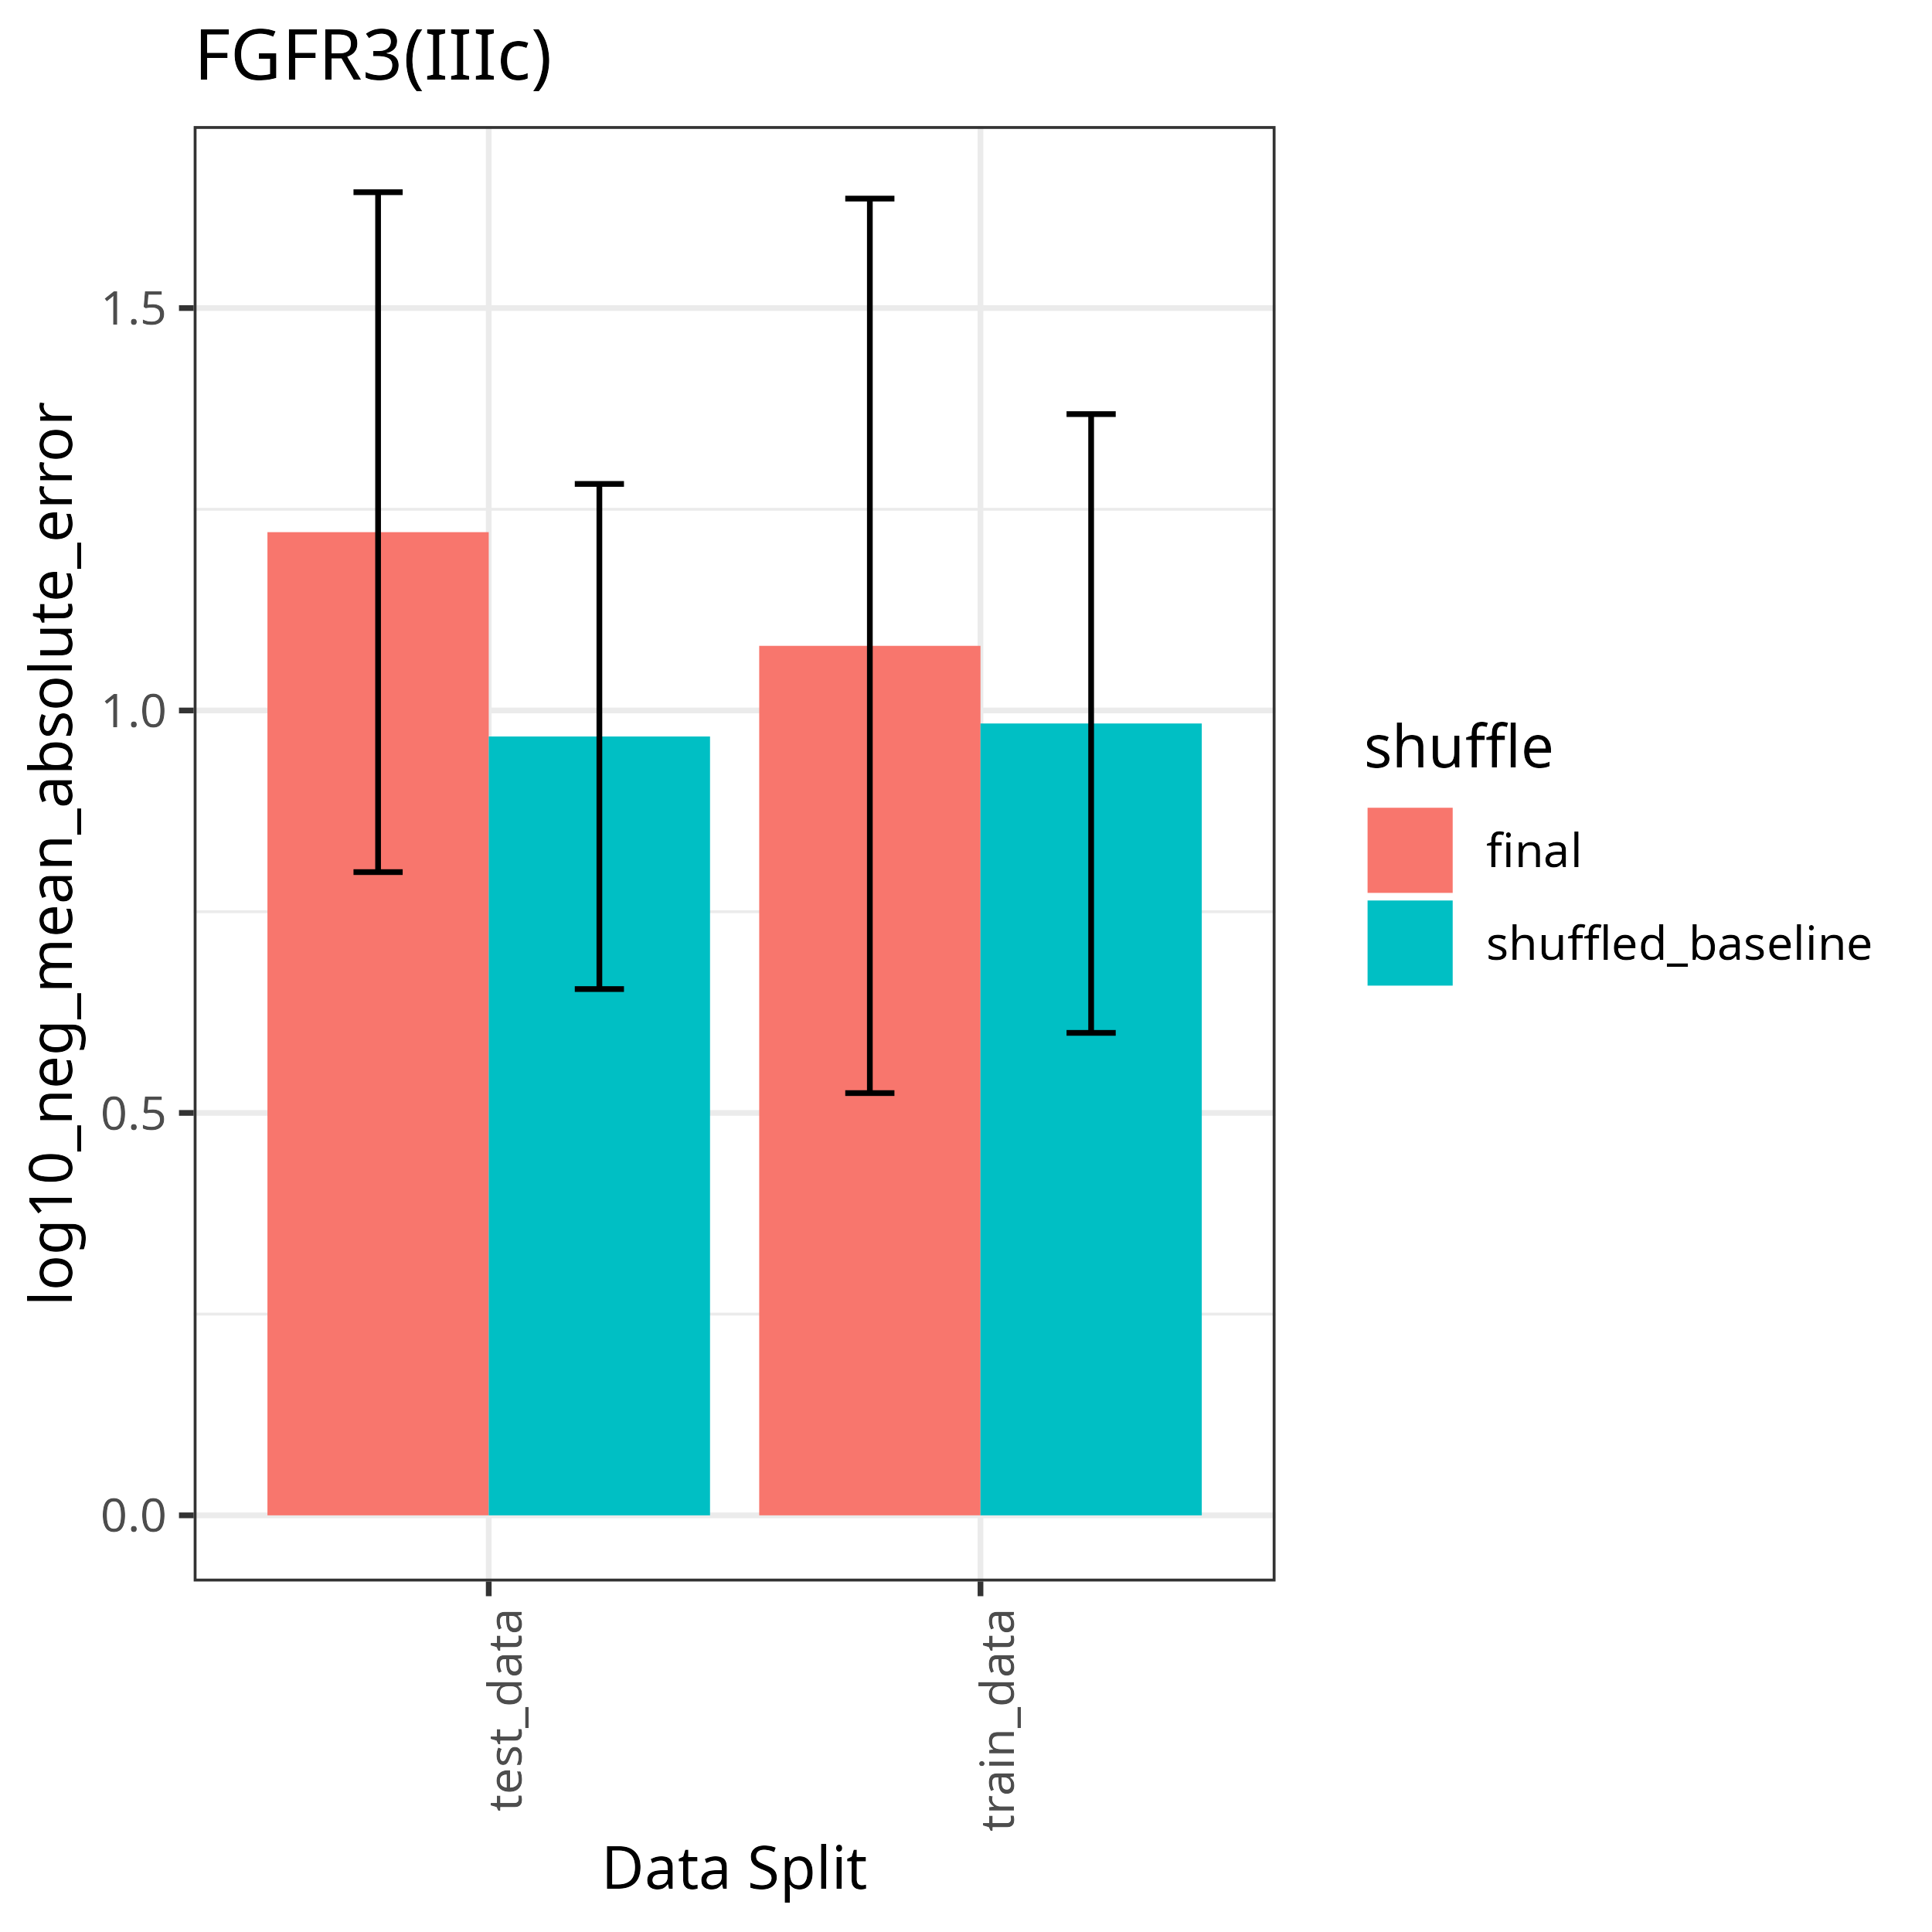 FGFR3(IIIc)
log10_neg_mean_absolute_error
1.5
1.0
0.5
0.0
test_data
train_data
Data Split
shuffle
final
shuffled_baseline